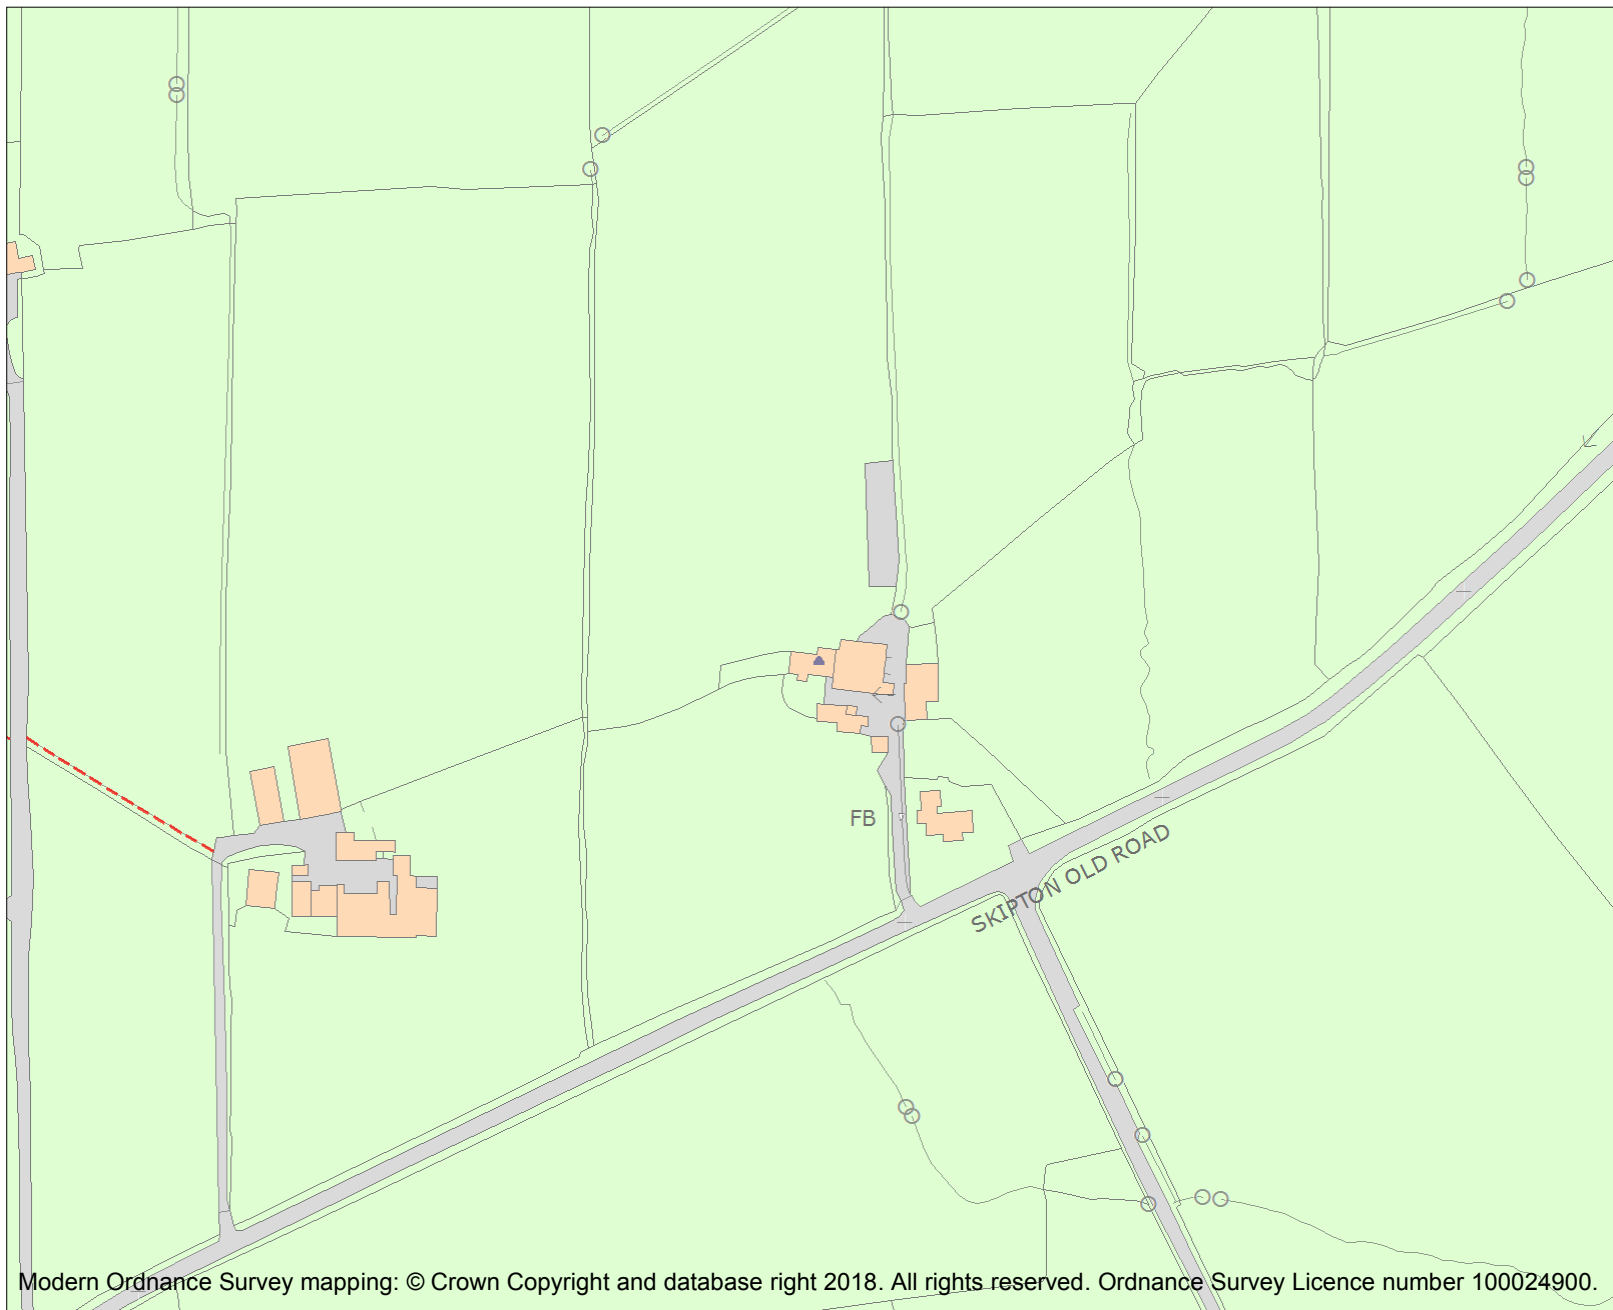 FB
SKIPTON OLD ROAD
Modern Ordnance Survey mapping: © Crown Copyright and database right 2018. All rights reserved. Ordnance Survey Licence number 100024900.